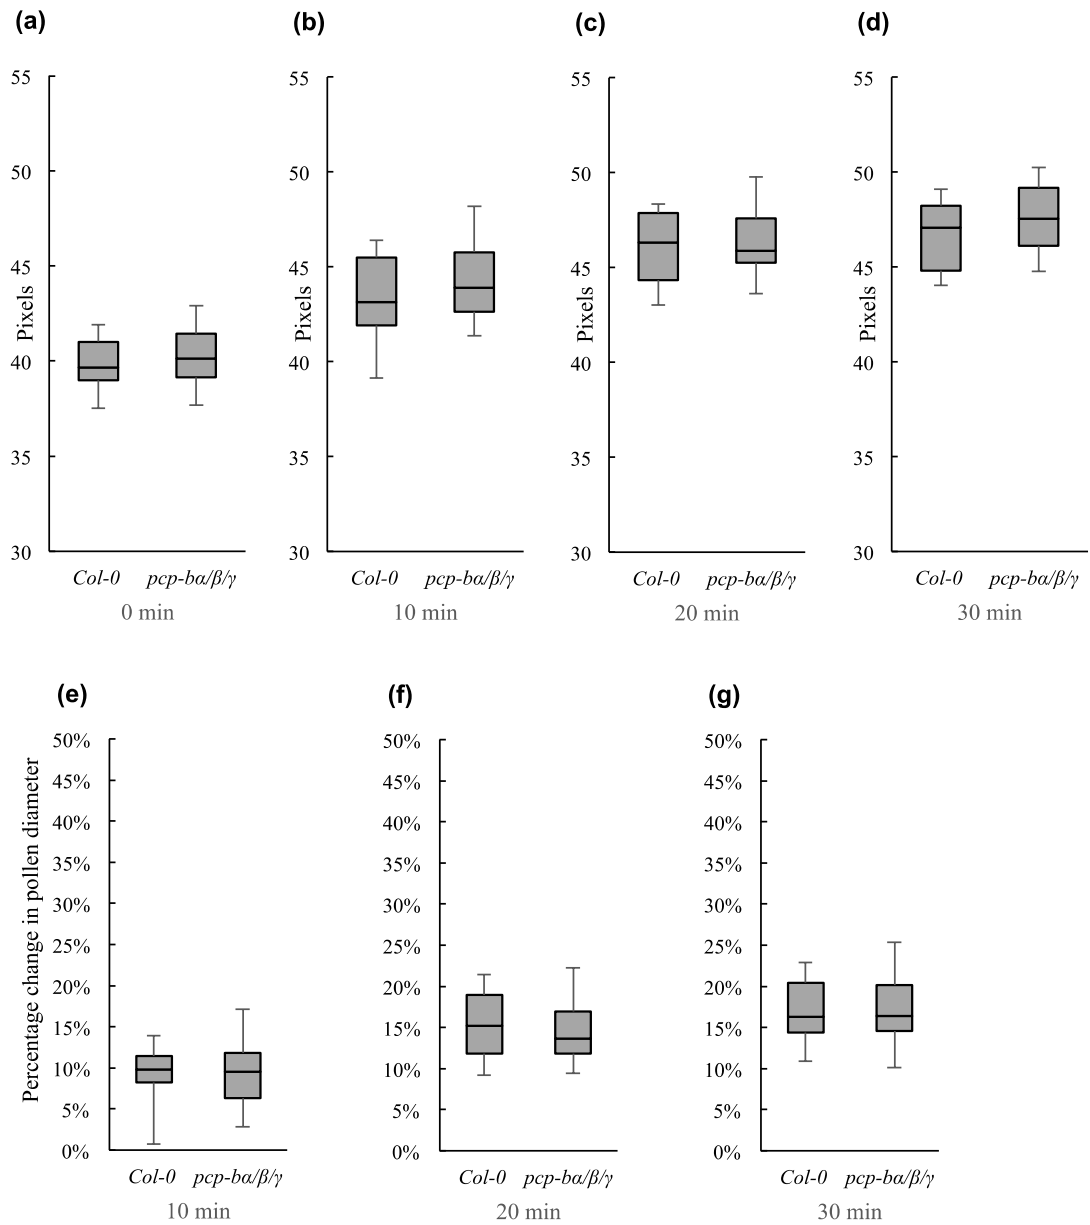 (a) (b) (c) (d)
55 55 55 55
50 50 50 50
45 45 45 45
Pixels Pixels Pixels Pixels
40 40 40 40
35 35 35 35
30 30 30 30
Col-0 pcp-bα/β/γ Col-0 pcp-bα/β/γ Col-0 pcp-bα/β/γ Col-0 pcp-bα/β/γ
0 min 10 min 20 min 30 min
(e) (f) (g)
Percentage change in pollen diameter
50% 50% 50%
45% 45% 45%
40% 40% 40%
35% 35% 35%
30% 30% 30%
25% 25% 25%
20% 20% 20%
15% 15% 15%
10% 10% 10%
5% 5% 5%
0% 0% 0%
Col-0 pcp-bα/β/γ Col-0 pcp-bα/β/γ Col-0 pcp-bα/β/γ
10 min 20 min 30 min